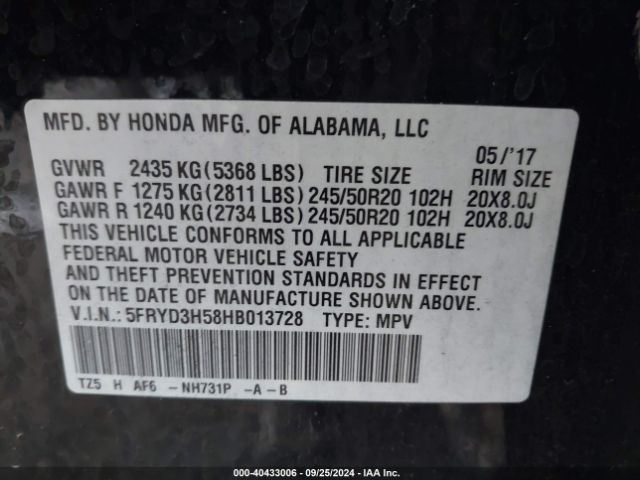 MFD. BY HONDA MFG. OF ALABAMA, LLC
05/'17
GVWR 2435 KG (5368 LBS) TIRE SIZE RIM SIZE
GAWR F 1275 KG (2811 LBS) 245/50R20 102H 20X8.0J
GAWR R 1240 KG (2734 LBS) 245/50R20 102H 20X8.0J
THIS VEHICLE CONFORMS TO ALL APPLICABLE
FEDERAL MOTOR VEHICLE SAFETY
AND THEFT PREVENTION STANDARDS IN EFFECT
ON THE DATE OF MANUFACTURE SHOWN ABOVE.
V.I.N.: 5FRYD3H58HB013728 TYPE: MPV
TZ5 H AF6 -NH731P -A-B
000-40433006 - 09/25/2024 - IAA Inc.